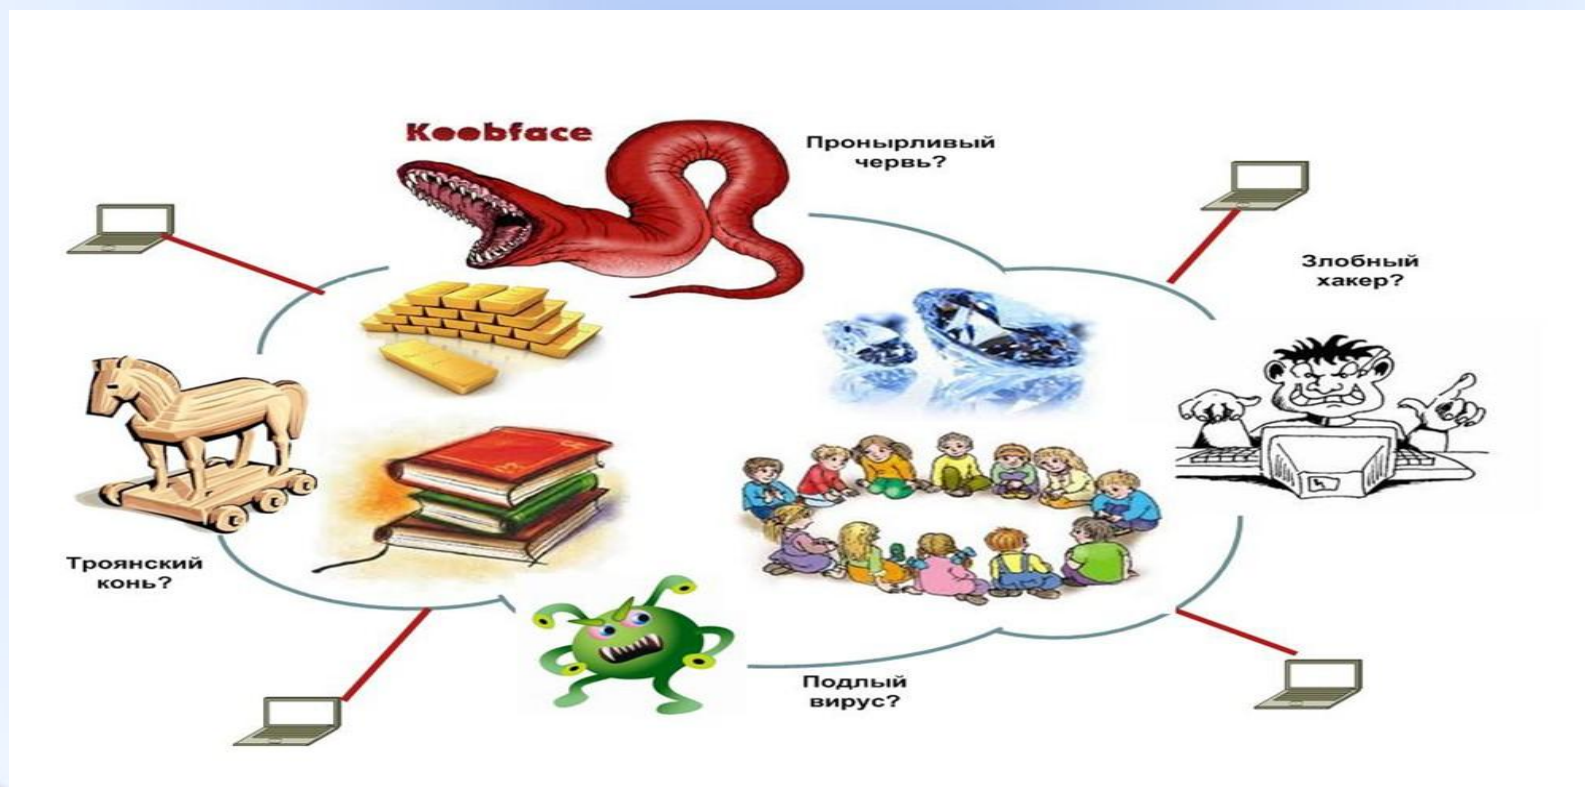 Koobface
Пронырливый
червь?
Злобный
хакер?
Троянский
конь?
Подлый
вирус?